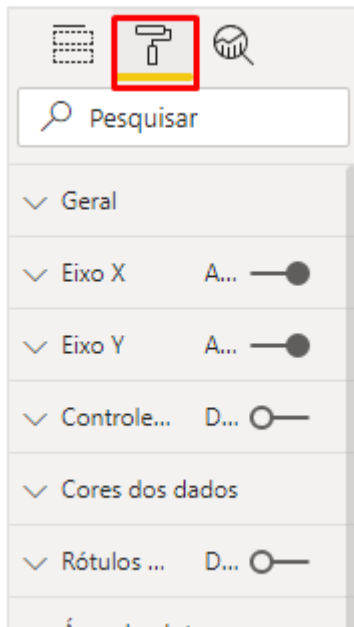 Pesquisar
Geral
Eixo X A...
Eixo Y A...
Controle... D...
Cores dos dados
Rótulos ... D...